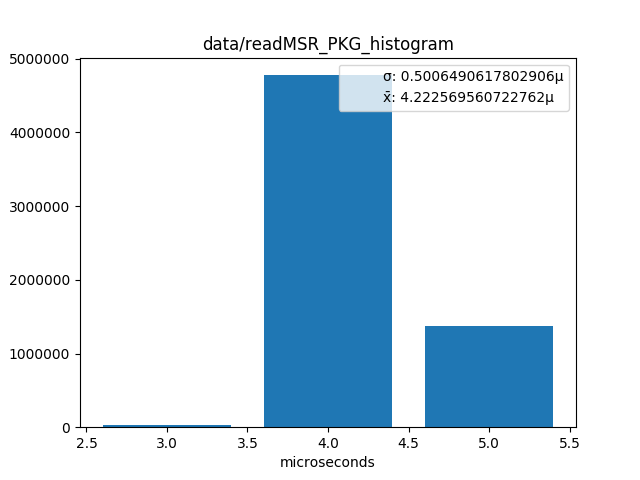 data/readMSR_PKG_histogram
5000000
4000000
3000000
2000000
1000000
0
σ: 0.5006490617802906μ
x̄: 4.222569560722762μ
2.5 3.0 3.5 4.0 4.5 5.0 5.5
microseconds